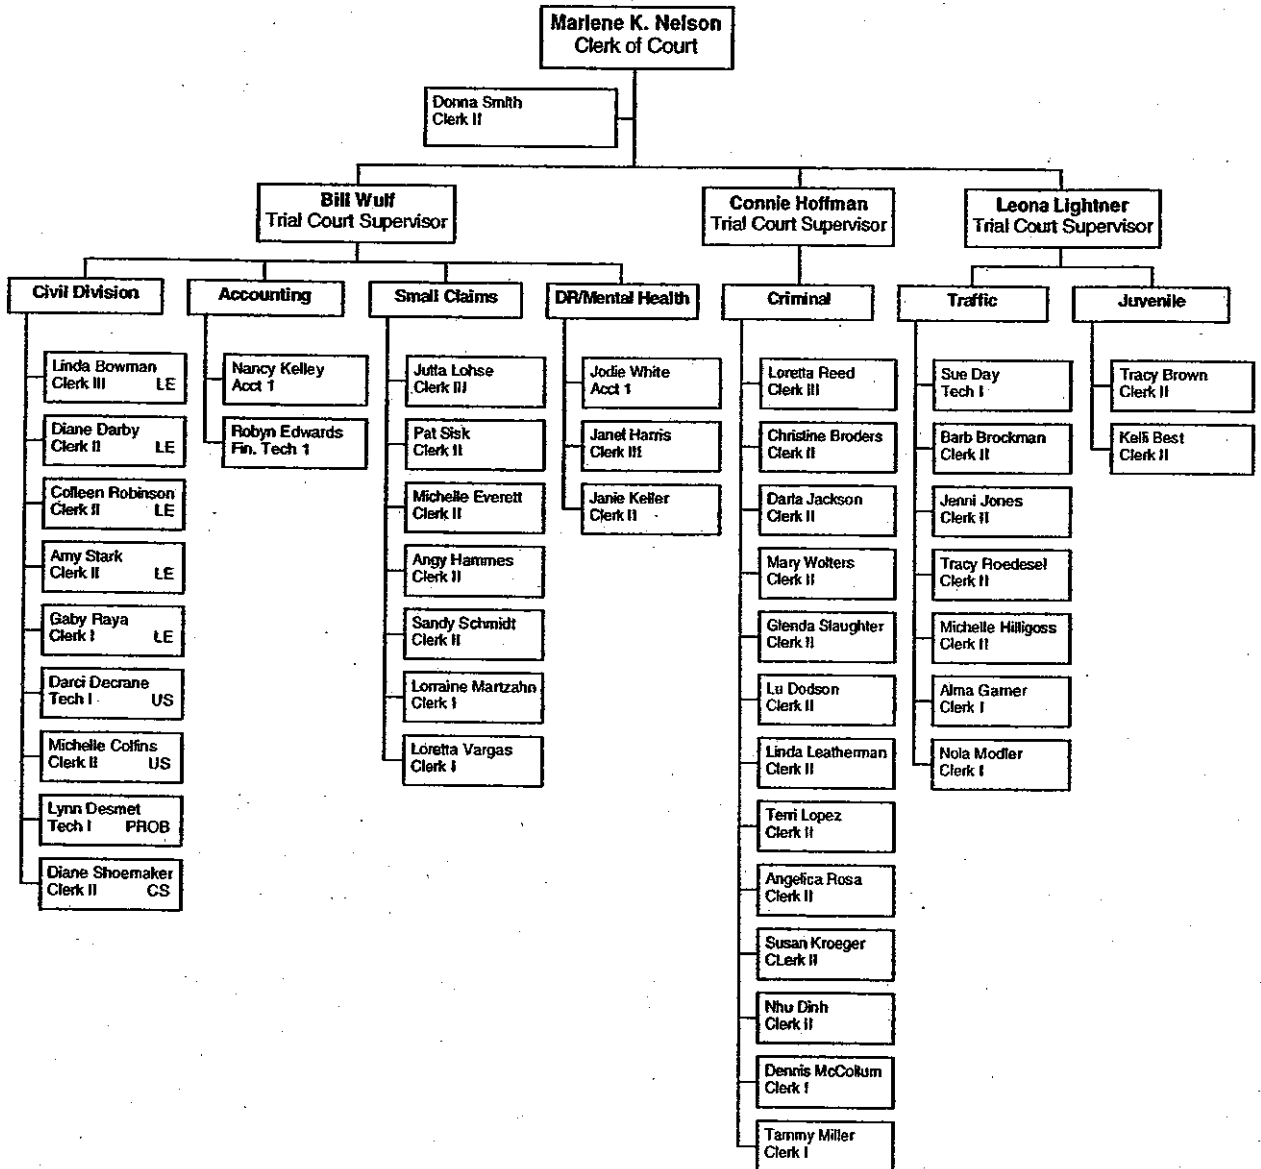 Marlene K. Nelson
Clerk of Court
Donna Smith
Clerk II
Bill Wulf
Trial Court Supervisor
Connie Hoffman
Trial Court Supervisor
Leona Lightner
Trial Court Supervisor
Civil Division
Accounting
Small Claims
DR/Mental Health
Criminal
Traffic
Juvenile
Linda Bowman
Clerk III LE
Diane Darby
Clerk II LE
Colleen Robinson
Clerk II LE
Amy Stark
Clerk II LE
Gaby Raya
Clerk I LE
Darci Decrane
Tech I US
Michelle Collins
Clerk II US
Lynn Desmet
Tech I PROB
Diane Shoemaker
Clerk II CS
Nancy Kelley
Acct 1
Robyn Edwards
Fin. Tech 1
Jutta Lohse
Clerk III
Pat Sisk
Clerk II
Michelle Everett
Clerk II
Angy Hammes
Clerk II
Sandy Schmidt
Clerk II
Lorraine Martzahn
Clerk I
Loretta Vargas
Clerk I
Jodie White
Acct 1
Janet Harris
Clerk III
Janie Keller
Clerk II
Loretta Reed
Clerk III
Christine Broders
Clerk II
Darla Jackson
Clerk II
Mary Wolters
Clerk II
Glenda Slaughter
Clerk II
Lu Dodson
Clerk II
Linda Leatherman
Clerk II
Terri Lopez
Clerk II
Angelica Rosa
Clerk II
Susan Kroeger
CLerk II
Nhu Dinh
Clerk II
Dennis McCollum
Clerk I
Tammy Miller
Clerk I
Sue Day
Tech I
Barb Brockman
Clerk II
Jenni Jones
Clerk II
Tracy Roedesel
Clerk II
Michelle Hilligoss
Clerk II
Alma Garner
Clerk I
Nola Modler
Clerk I
Tracy Brown
Clerk II
Kelli Best
Clerk II